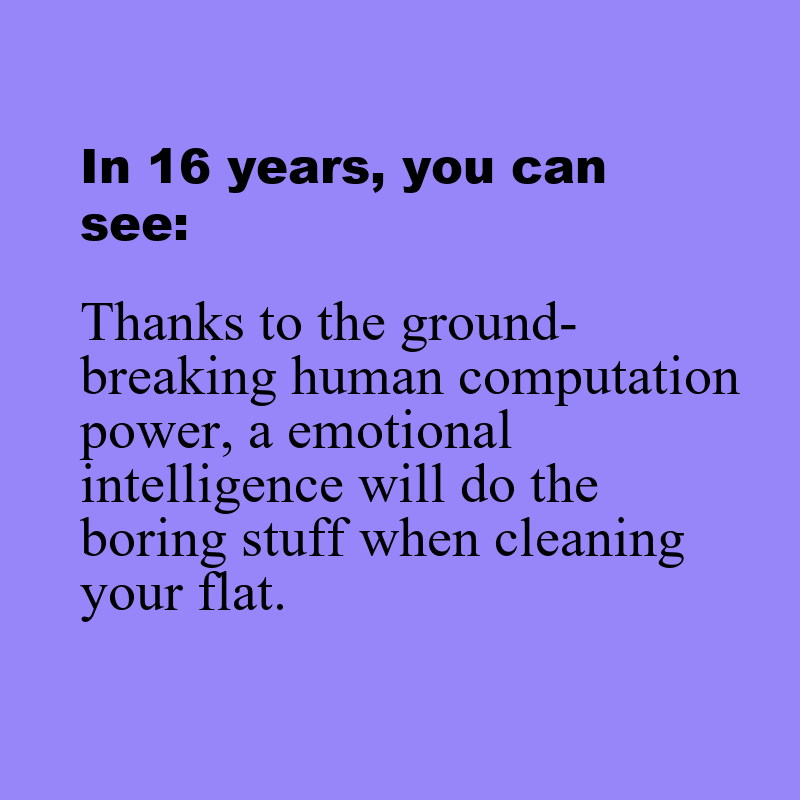 In 16 years, you can
see:
Thanks to the ground-
breaking human computation
power, a emotional
intelligence will do the
boring stuff when cleaning
your flat.